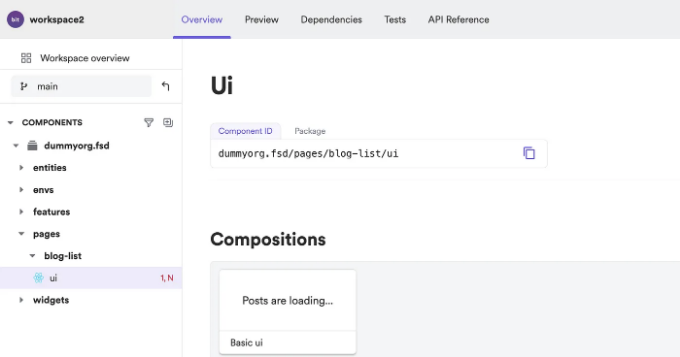 bit workspace2
Overview Preview Dependencies Tests API Reference
Workspace overview
main
COMPONENTS
dummyorg.fsd
entities
envs
features
pages
blog-list
ui 1, N
widgets
Ui
Component ID Package
dummyorg.fsd/pages/blog-list/ui
Compositions
Posts are loading...
Basic ui